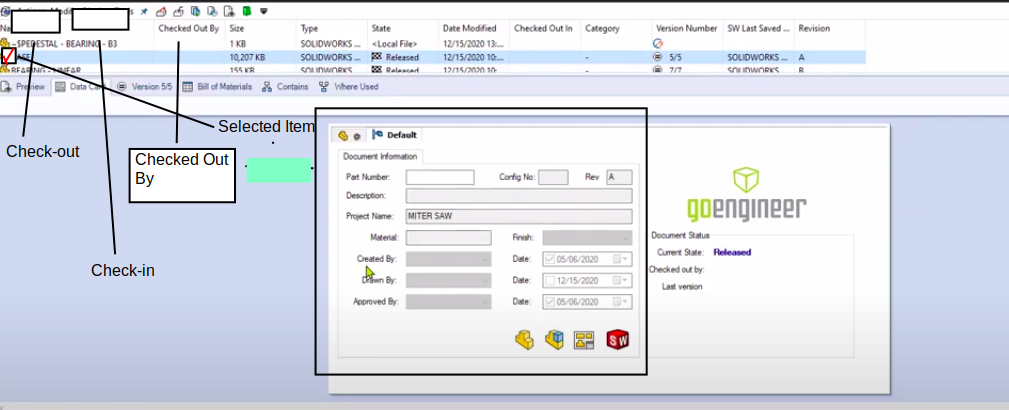 Checked Out By Size Type State Date Modified Checked Out In Category Version Number SW Last Saved ... Revision
SPEDESTAL - BEARING - B3 1 KB SOLIDWORKS ... <Local File> 12/15/2020 13:...
10,207 KB SOLIDWORKS ... Released 12/15/2020 10:... - 5/5 SOLIDWORKS ... A
BEARING - LINEAR 155 KB SOLIDWORKS Released 12/15/2020 10:... - 7/7 SOLIDWORKS B
Preview Data Ca Version 5/5 Bill of Materials Contains Where Used
Selected Item
Check-out
Checked Out
By
Check-in
@ Default
Document Information
Part Number: Config No: Rev A
Description:
Project Name: MITER SAW
Material: Finish:
Created By: Date: 05/06/2020
Drawn By: Date: 12/15/2020
Approved By: Date: 05/06/2020
SW
goengineer
Document Status
Current State: Released
Checked out by:
Last version